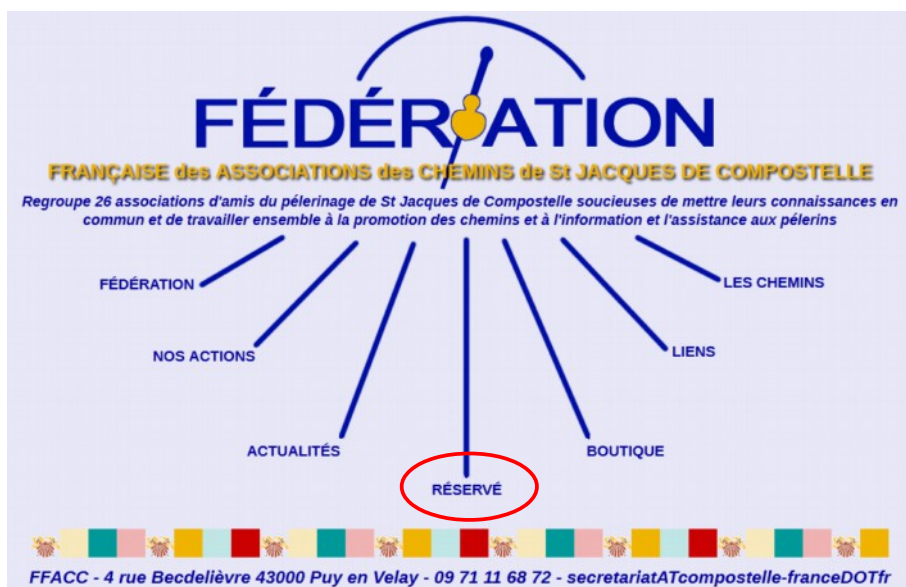 FÉDÉRATION
FRANÇAISE des ASSOCIATIONS des CHEMINS de St JACQUES DE COMPOSTELLE
Regroupe 26 associations d'amis du pélerinage de St Jacques de Compostelle soucieuses de mettre leurs connaissances en
commun et de travailler ensemble à la promotion des chemins et à l'information et l'assistance aux pélerins
FÉDÉRATION
LES CHEMINS
NOS ACTIONS
LIENS
ACTUALITÉS
BOUTIQUE
RÉSERVÉ
FFACC - 4 rue Becdelièvre 43000 Puy en Velay - 09 71 11 68 72 - secretariatATcompostelle-franceDOTfr